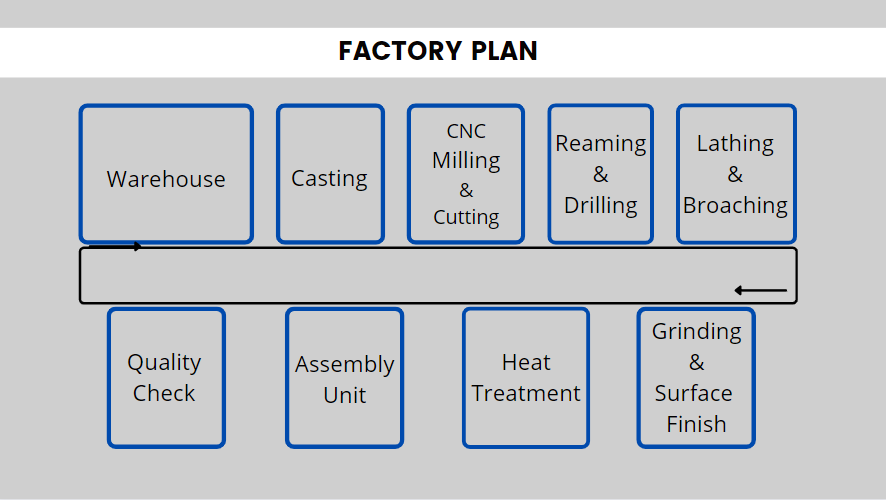 FACTORY PLAN
Warehouse
Casting
CNC
Milling
&
Cutting
Reaming
&
Drilling
Lathing
&
Broaching
Quality
Check
Assembly
Unit
Heat
Treatment
Grinding
&
Surface
Finish